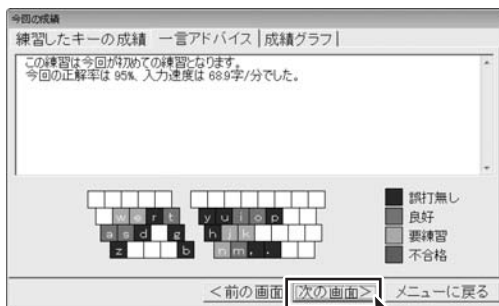 今回の成績
練習したキーの成績 一言アドバイス 成績グラフ
この練習は今回が初めての練習となります。
今回の正解率は 95%、入力速度は 68.9字/分でした。
w e r t y u i o p
a s d g h j k
z b n m , .
誤打無し
良好
要練習
不合格
<前の画面 次の画面> メニューに戻る